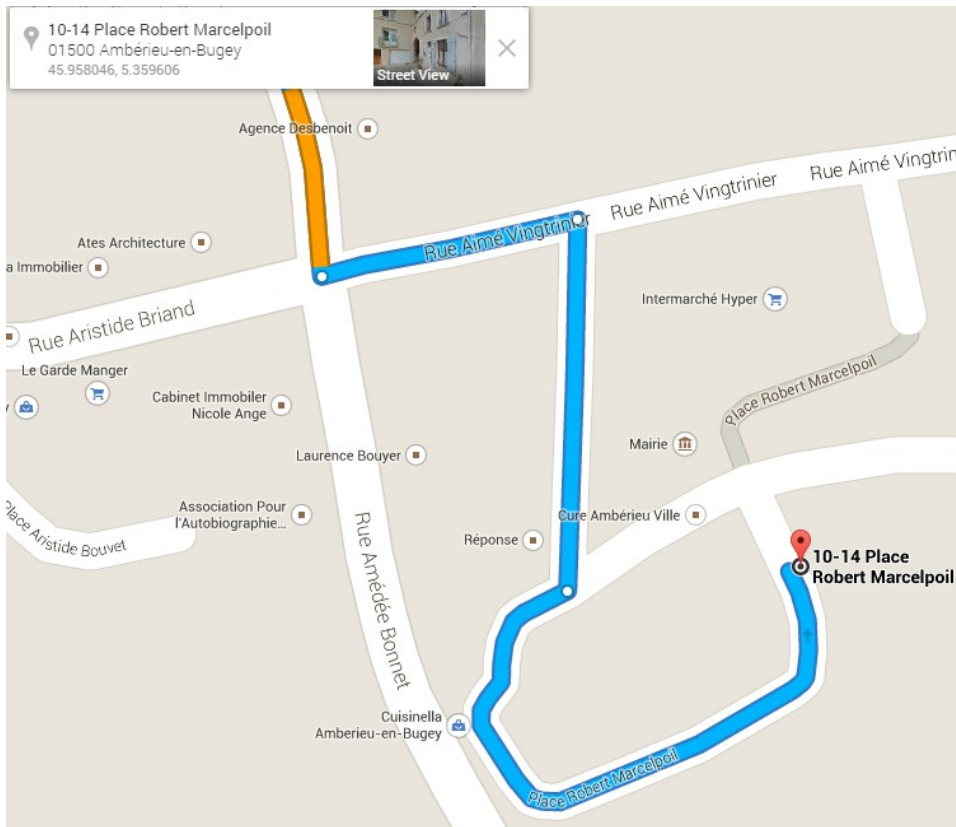 10-14 Place Robert Marcelpoil
01500 Ambérieu-en-Bugey
45.958046, 5.359606
Street View
Agence Desbenoit
Rue Aimé Vingtrin
Rue Aimé Vingtrinier
Rue Aimé Vingtrinier
Ates Architecture
a Immobilier
Intermarché Hyper
Rue Aristide Briand
Place Robert Marcelpoil
Le Garde Manger
Cabinet Immobiler
Nicole Ange
Mairie
Laurence Bouyer
Association Pour
l'Autobiographie...
Cure Ambérieu Ville
Place Aristide Bouvet
Réponse
10-14 Place
Robert Marcelpoil
Rue Amédée Bonnet
Cuisinella
Amberieu-en-Bugey
Place Robert Marcelpoil